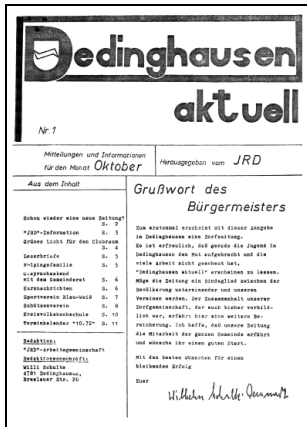 Dedinghausen
aktuell
Nr. 1
Mitteilungen und Informationen
für den Monat Oktober
Herausgegeben vom JRD
Aus dem Inhalt
Schon wieder eine neue Zeitung?
S. 2
"JRD"-Information S. 3
Grünes Licht für den Clubraum
S. 4
Leserbriefe S. 5
Kolpingfamilie S. 5
Sprechabend
mit dem Gemeinderat S. 6
Kurznachrichten S. 6
Sportverein Blau-Weiß S. 7
Schützenverein S. 8
Kreisvolkshochschule S. 10
Terminkalender "10.72" S. 11
Redaktion:
"JRD"-Arbeitsgemeinschaft
Redaktionsanschrift:
Willi Schulte
4781 Dedinghausen,
Breslauer Str. 20
Grußwort des
Bürgermeisters
Zum erstenmal erscheint mit dieser Ausgabe
in Dedinghausen eine Dorfzeitung.
Es ist erfreulich, daß gerade die Jugend in
Dedinghausen den Mut aufgebracht und die
viele Arbeit nicht gescheut hat,
"Dedinghausen aktuell" erscheinen zu lassen.
Möge die Zeitung ein Bindeglied zwischen der
Bevölkerung untereinander und unseren
Vereinen werden. Der Zusammenhalt unserer
Dorfgemeinschaft, der auch bisher vorbild-
lich war, erfährt hier eine weitere Be-
reicherung. Ich hoffe, daß unsere Zeitung
die Mitarbeit der ganzen Gemeinde erfährt
und wünsche ihr einen guten Start.
Mit den besten Wünschen für einen
bleibenden Erfolg
Euer
Wilhelm